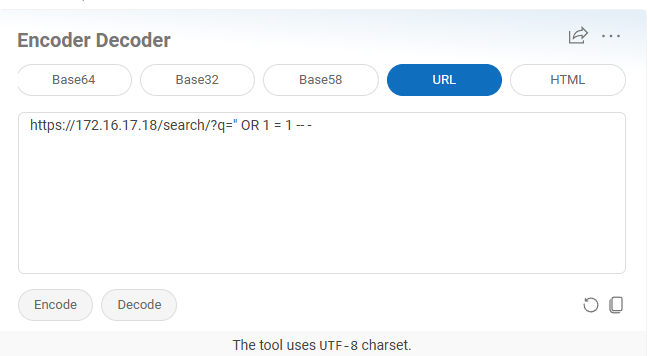 Encoder Decoder
Base64 Base32 Base58 URL HTML
https://172.16.17.18/search/?q=" OR 1 = 1 -- -
Encode Decode
The tool uses UTF-8 charset.